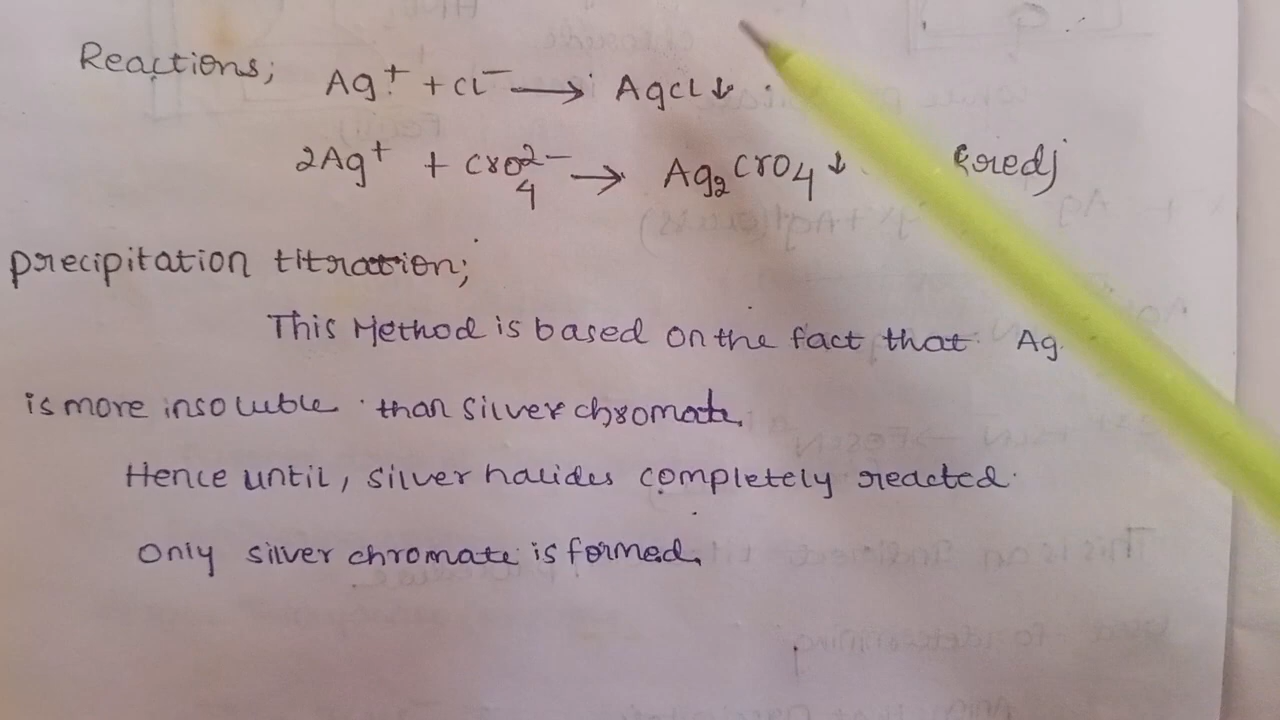 Reactions; Ag⁺ + Cl⁻ → AgCl↓
2Ag⁺ + CrO₄²⁻ → Ag₂CrO₄↓ (red)
precipitation titration;
This Method is based on the fact that Ag
is more insoluble than silver chromate.
Hence until, silver halides completely reacted
Only silver chromate is formed.